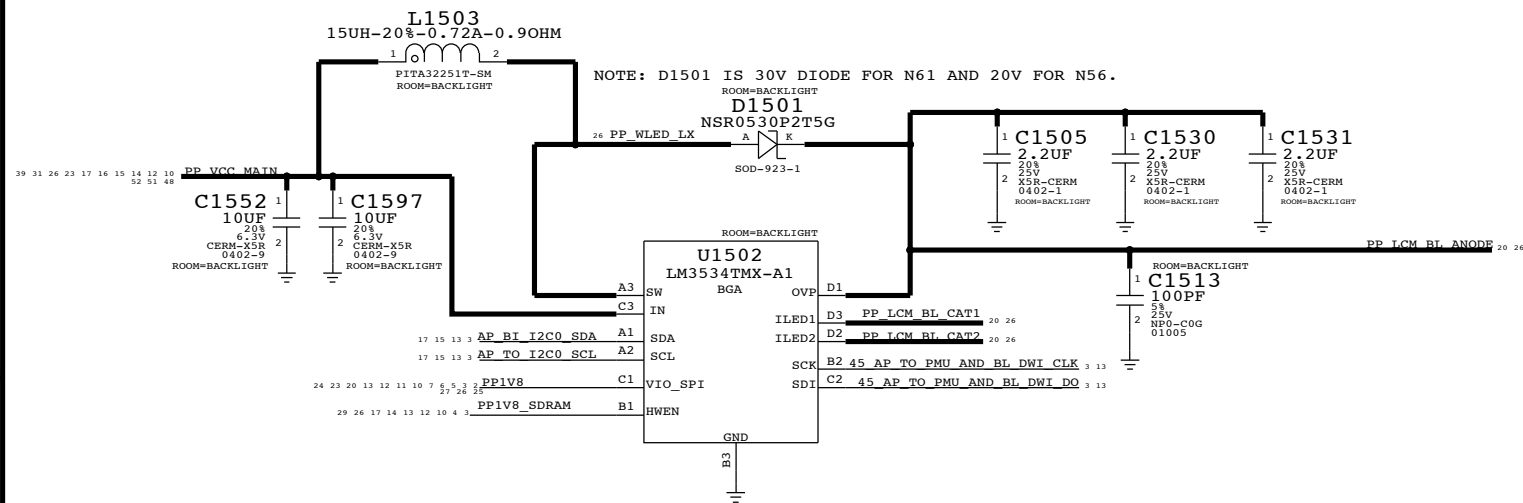 L1503
15UH-20%-0.72A-0.9OHM
1 2
PITA32251T-SM
ROOM=BACKLIGHT
NOTE: D1501 IS 30V DIODE FOR N61 AND 20V FOR N56.
ROOM=BACKLIGHT
D1501
NSR0530P2T5G
26 PP_WLED_LX
A K
SOD-923-1
39 31 26 23 17 16 15 14 12 10
52 51 48
PP_VCC_MAIN
C1552
10UF
20%
6.3V
CERM-X5R
0402-9
ROOM=BACKLIGHT
1
2
C1597
10UF
20%
6.3V
CERM-X5R
0402-9
ROOM=BACKLIGHT
1
2
C1505
2.2UF
20%
25V
X5R-CERM
0402-1
ROOM=BACKLIGHT
1
2
C1530
2.2UF
20%
25V
X5R-CERM
0402-1
ROOM=BACKLIGHT
1
2
C1531
2.2UF
20%
25V
X5R-CERM
0402-1
ROOM=BACKLIGHT
1
2
PP_LCM_BL_ANODE 20 26
ROOM=BACKLIGHT
C1513
100PF
5%
25V
NP0-C0G
01005
1
2
ROOM=BACKLIGHT
U1502
LM3534TMX-A1
BGA
A3 SW
C3 IN
17 15 13 3 AP_BI_I2C0_SDA A1 SDA
17 15 13 3 AP_TO_I2C0_SCL A2 SCL
24 23 20 13 12 11 10 7 6 5 3 2 PP1V8 C1 VIO_SPI
27 26 25
29 26 17 14 13 12 10 4 3 PP1V8_SDRAM B1 HWEN
OVP D1
ILED1 D3 PP_LCM_BL_CAT1 20 26
ILED2 D2 PP_LCM_BL_CAT2 20 26
SCK B2 45_AP_TO_PMU_AND_BL_DWI_CLK 3 13
SDI C2 45_AP_TO_PMU_AND_BL_DWI_DO 3 13
GND
B3